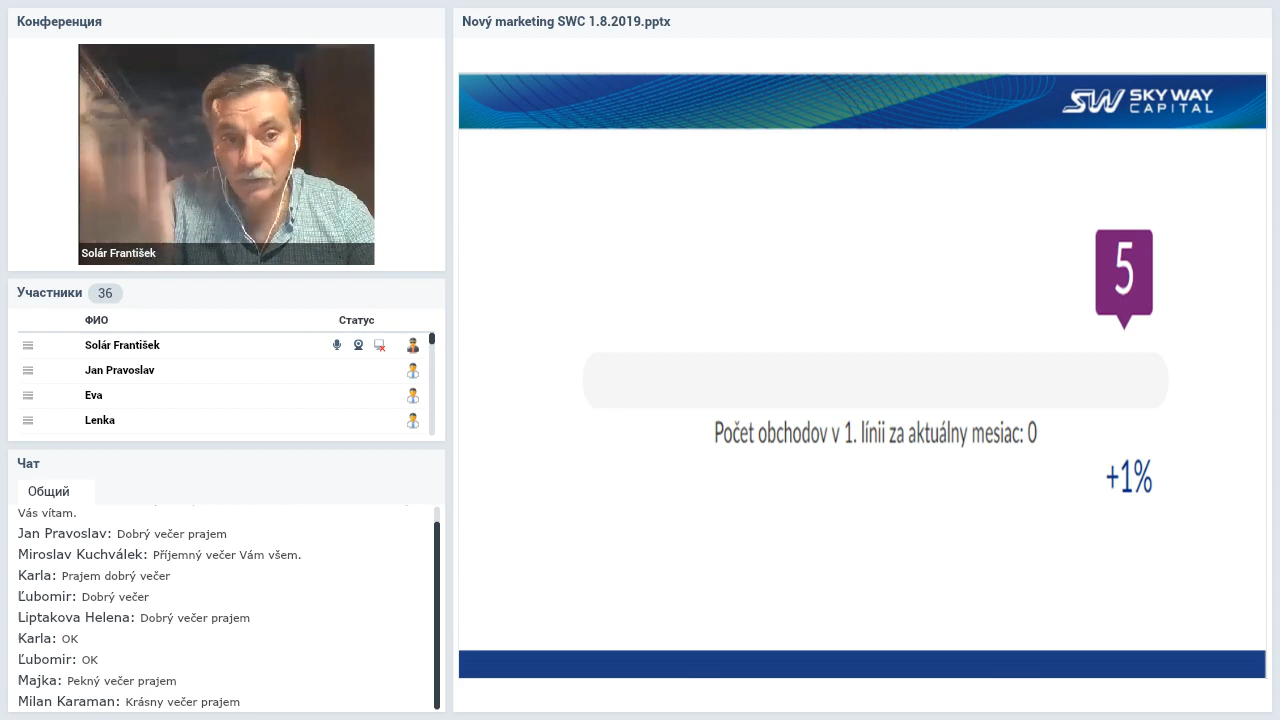 Конференция
Solár František
Участники 36
ФИО Статус
Solár František
Jan Pravoslav
Eva
Lenka
Чат
Общий
Vás vítam.
Jan Pravoslav: Dobrý večer prajem
Miroslav Kuchválek: Příjemný večer Vám všem.
Karla: Prajem dobrý večer
Ľubomir: Dobrý večer
Liptakova Helena: Dobrý večer prajem
Karla: OK
Ľubomir: OK
Majka: Pekný večer prajem
Milan Karaman: Krásny večer prajem
Nový marketing SWC 1.8.2019.pptx
SW SKY WAY
CAPITAL
5
Počet obchodov v 1. línii za aktuálny mesiac: 0
+1%